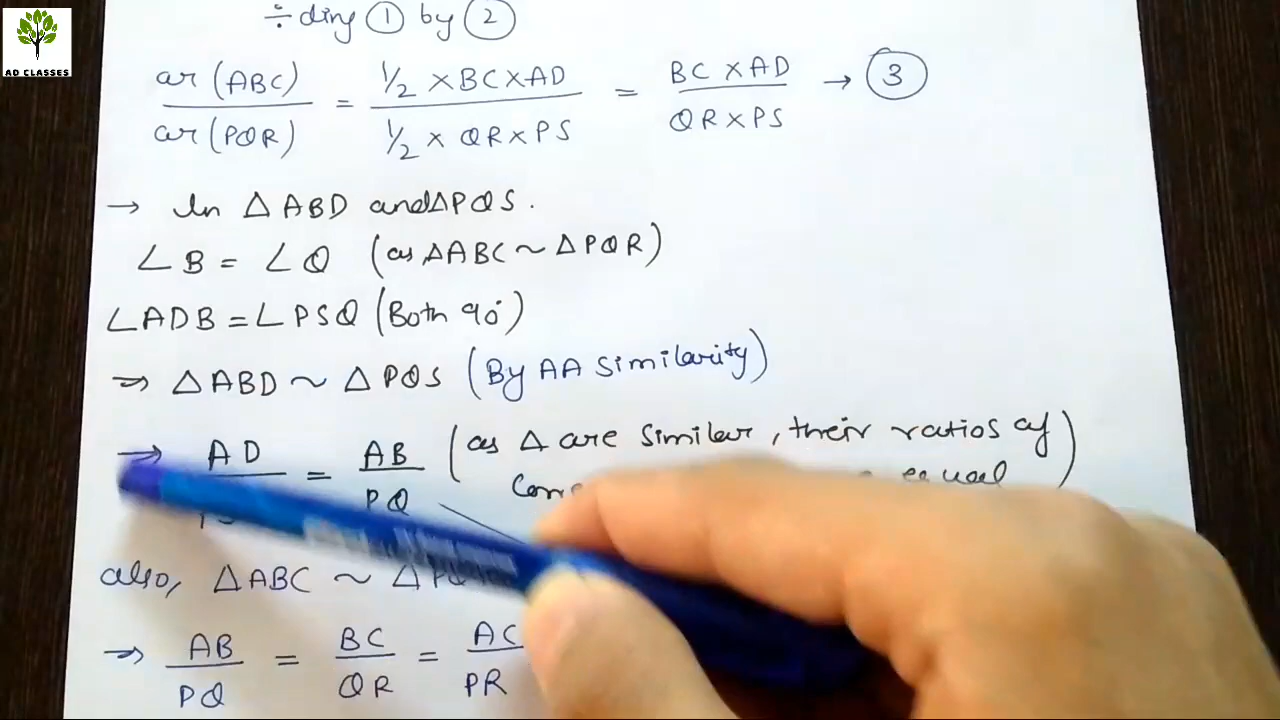 AD CLASSES
÷ding ① by ②
ar (ABC) / ar (PQR) = 1/2 × BC × AD / 1/2 × QR × PS = BC × AD / QR × PS → ③
→ In △ ABD and △PQS.
∠B = ∠Q (as △ABC ~ △PQR)
∠ADB = ∠PSQ (Both 90°)
⇒ △ABD ~ △PQS (By AA Similarity)
⇒ AD = AB / PQ (as △ are similar, their ratios of
equal)
also, △ABC ~ △
⇒ AB / PQ = BC / QR = AC / PR